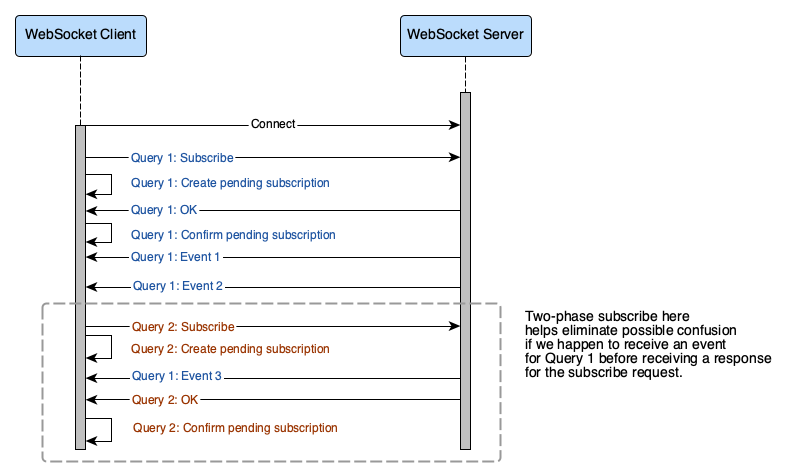 WebSocket Client
WebSocket Server
Connect
Query 1: Subscribe
Query 1: Create pending subscription
Query 1: OK
Query 1: Confirm pending subscription
Query 1: Event 1
Query 1: Event 2
Query 2: Subscribe
Query 2: Create pending subscription
Query 1: Event 3
Query 2: OK
Query 2: Confirm pending subscription
Two-phase subscribe here
helps eliminate possible confusion
if we happen to receive an event
for Query 1 before receiving a response
for the subscribe request.